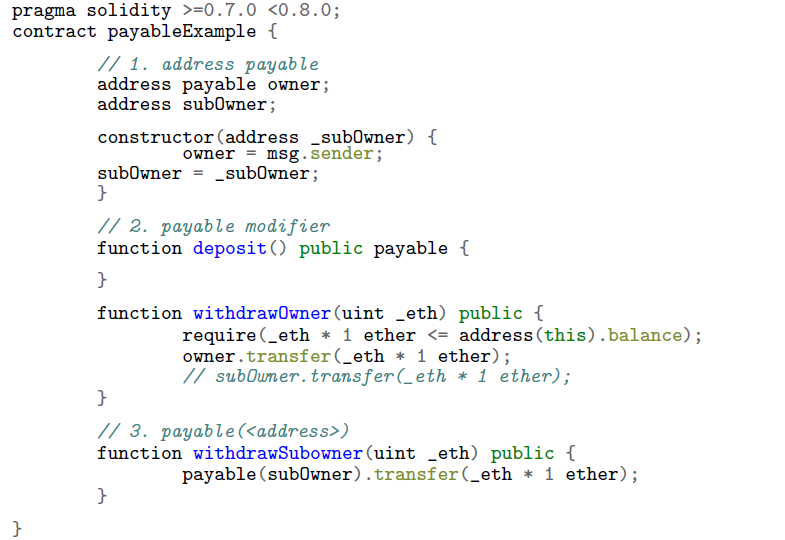 pragma solidity >=0.7.0 <0.8.0;
contract payableExample {
// 1. address payable
address payable owner;
address subOwner;
constructor(address _subOwner) {
owner = msg.sender;
subOwner = _subOwner;
}
// 2. payable modifier
function deposit() public payable {
}
function withdrawOwner(uint _eth) public {
require(_eth * 1 ether <= address(this).balance);
owner.transfer(_eth * 1 ether);
// subOwner.transfer(_eth * 1 ether);
}
// 3. payable(<address>)
function withdrawSubowner(uint _eth) public {
payable(subOwner).transfer(_eth * 1 ether);
}
}